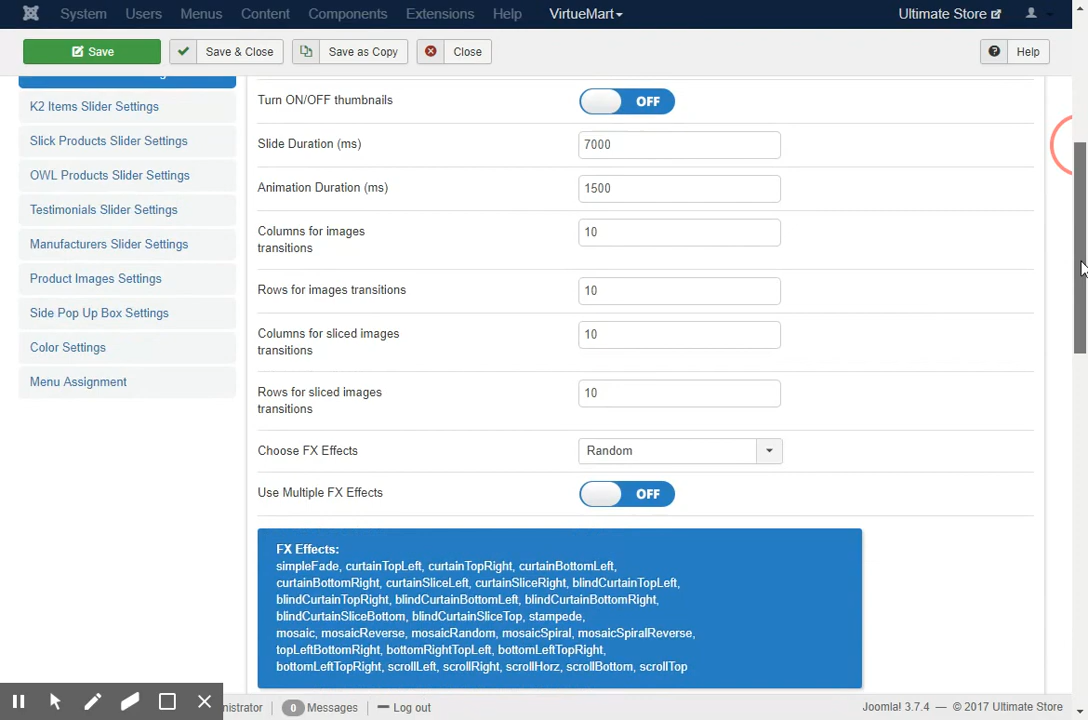 System Users Menus Content Components Extensions Help VirtueMart Ultimate Store
Save Save & Close Save as Copy Close Help
Turn ON/OFF thumbnails OFF
K2 Items Slider Settings
Slick Products Slider Settings
OWL Products Slider Settings
Testimonials Slider Settings
Manufacturers Slider Settings
Product Images Settings
Side Pop Up Box Settings
Color Settings
Menu Assignment
Slide Duration (ms) 7000
Animation Duration (ms) 1500
Columns for images
transitions
10
Rows for images transitions 10
Columns for sliced images
transitions
10
Rows for sliced images
transitions
10
Choose FX Effects Random
Use Multiple FX Effects OFF
FX Effects:
simpleFade, curtainTopLeft, curtainTopRight, curtainBottomLeft,
curtainBottomRight, curtainSliceLeft, curtainSliceRight, blindCurtainTopLeft,
blindCurtainTopRight, blindCurtainBottomLeft, blindCurtainBottomRight,
blindCurtainSliceBottom, blindCurtainSliceTop, stampede,
mosaic, mosaicReverse, mosaicRandom, mosaicSpiral, mosaicSpiralReverse,
topLeftBottomRight, bottomRightTopLeft, bottomLeftTopRight,
bottomLeftTopRight, scrollLeft, scrollRight, scrollHorz, scrollBottom, scrollTop
nistrator 0 Messages Log out Joomla! 3.7.4 — © 2017 Ultimate Store